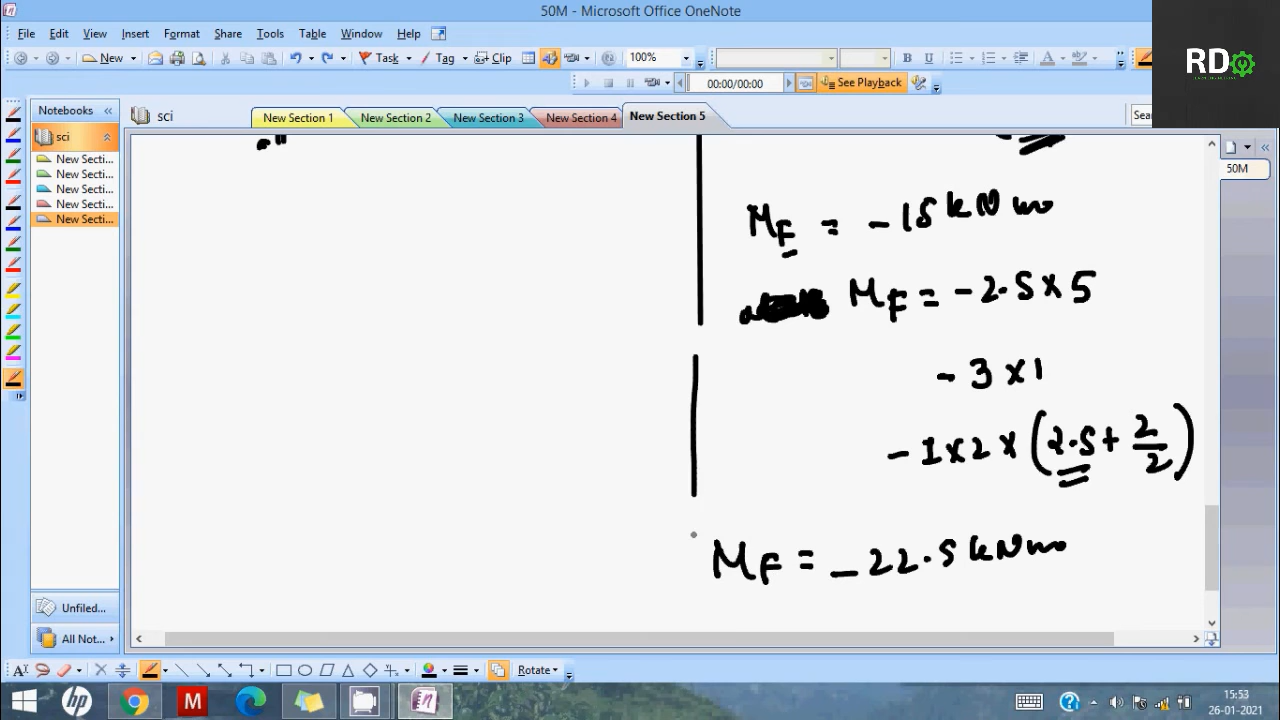 50M - Microsoft Office OneNote
RD
File Edit View Insert Format Share Tools Table Window Help
New Task Tag Clip 100% B I U
00:00/00:00 See Playback
Notebooks « sci New Section 1 New Section 2 New Section 3 New Section 4 New Section 5 Sea
sci
New Secti...
New Secti...
New Secti...
New Secti...
New Secti...
50M
M_F = -15 kNm
M_F = -2.5 × 5
- 3 × 1
- 1 × 2 × (2.5 + 2/2)
M_F = -22.5 kNm
Unfiled...
All Not...
Rotate
15:53
26-01-2021